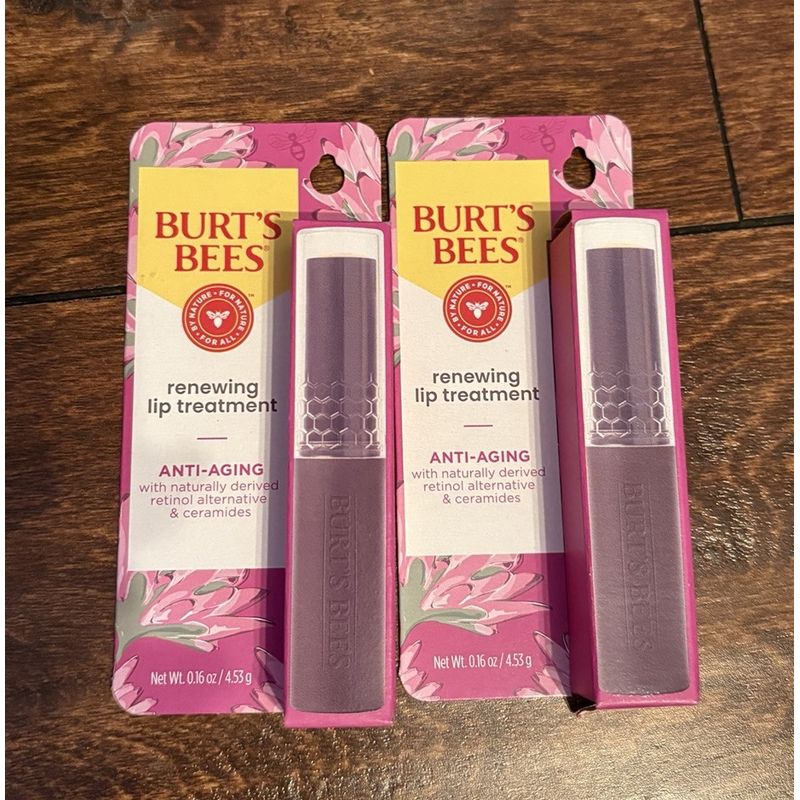 BURT'S
BEES®
BY NATURE • FOR NATURE • FOR ALL • ™
renewing
lip treatment
ANTI-AGING
with naturally derived
retinol alternative
& ceramides
Net Wt. 0.16 oz / 4.53 g
BURT'S BEES
BURT'S
BEES®
BY NATURE • FOR NATURE • FOR ALL • ™
renewing
lip treatment
ANTI-AGING
with naturally derived
retinol alternative
& ceramides
Net Wt. 0.16 oz / 4.53 g
BURT'S BEES